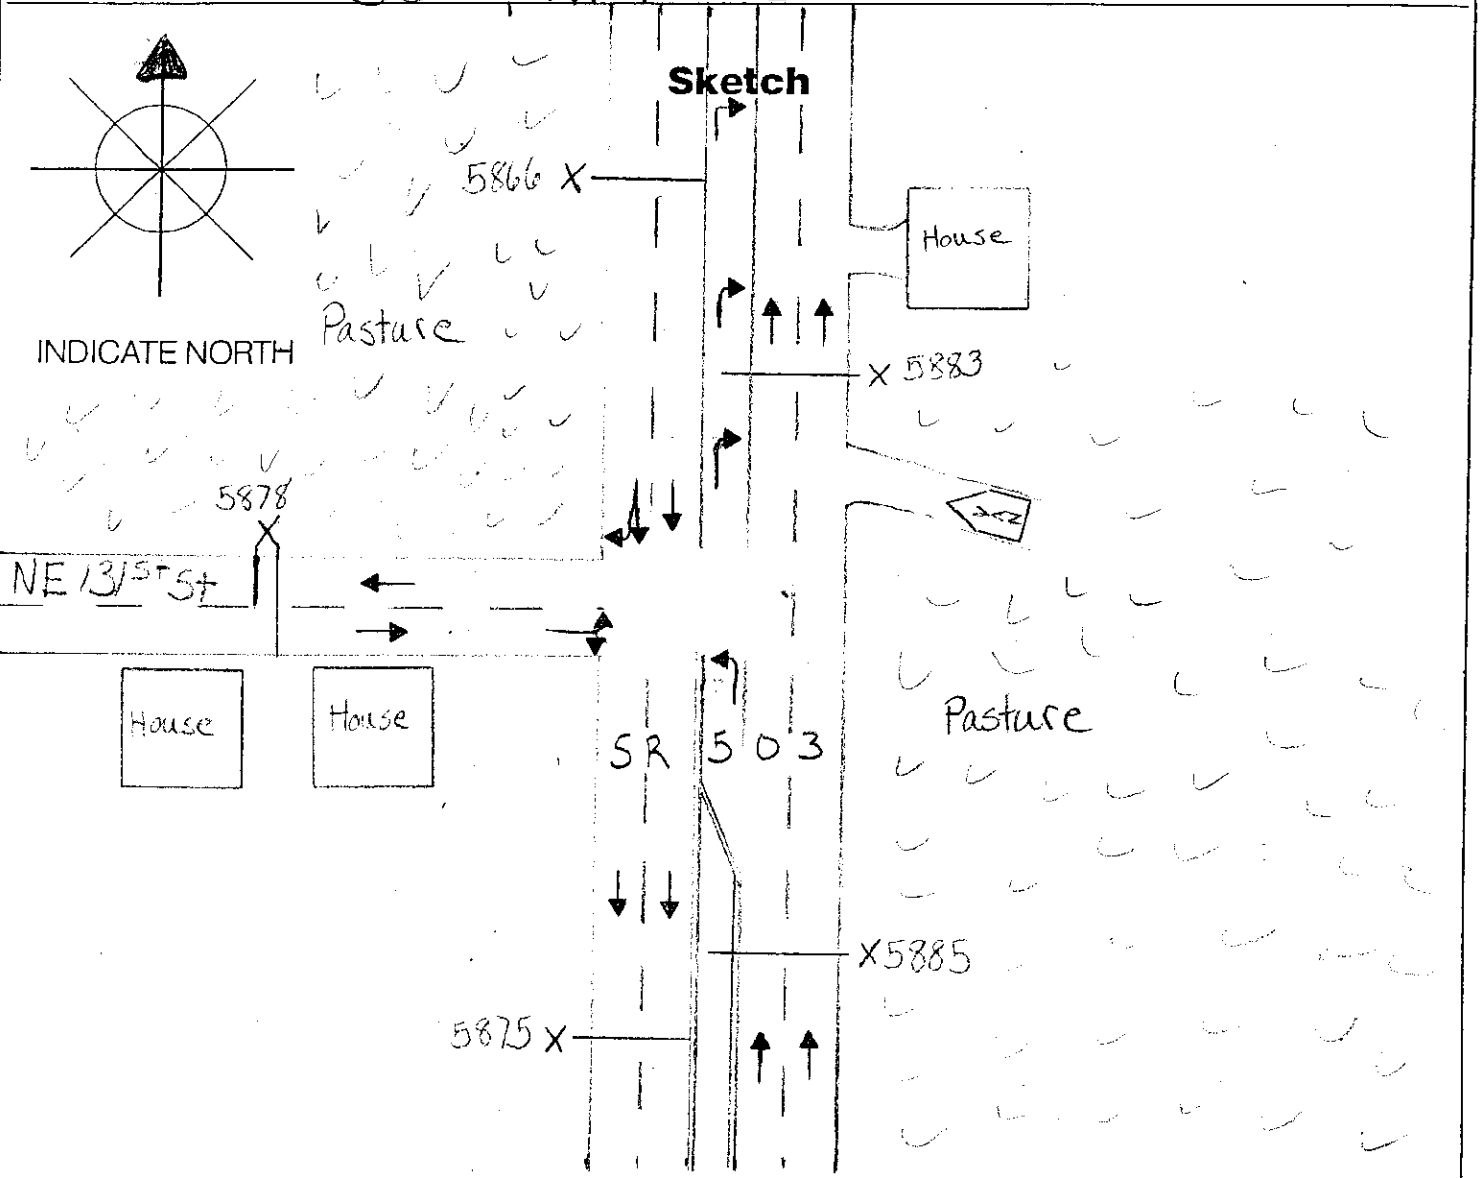 Sketch
5866 X
House
INDICATE NORTH
Pasture
X 5883
5878
X
NE 131st St
House
House
SR 503
Pasture
X5885
5875 X